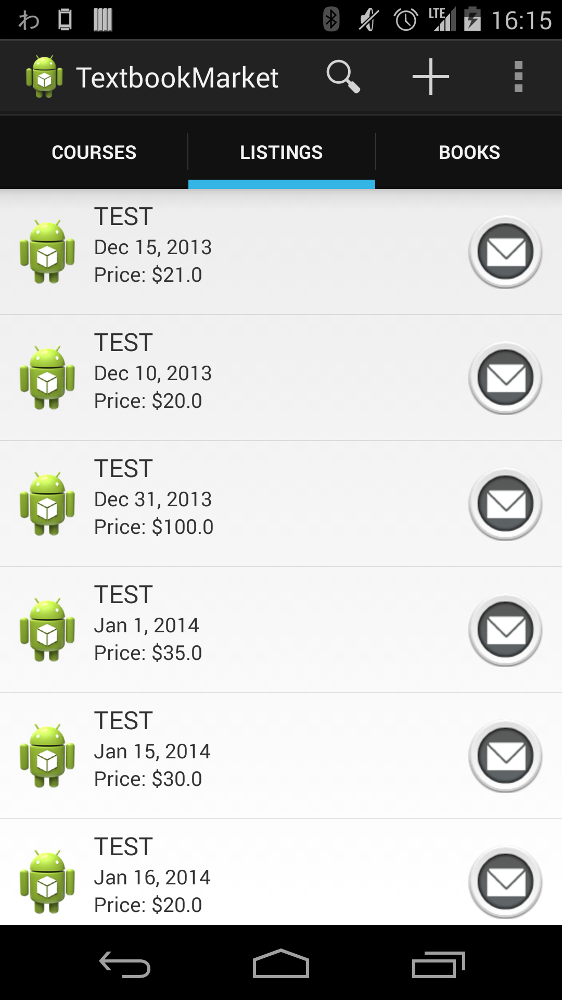 わ LTE 16:15
TextbookMarket
COURSES LISTINGS BOOKS
TEST
Dec 15, 2013
Price: $21.0
TEST
Dec 10, 2013
Price: $20.0
TEST
Dec 31, 2013
Price: $100.0
TEST
Jan 1, 2014
Price: $35.0
TEST
Jan 15, 2014
Price: $30.0
TEST
Jan 16, 2014
Price: $20.0